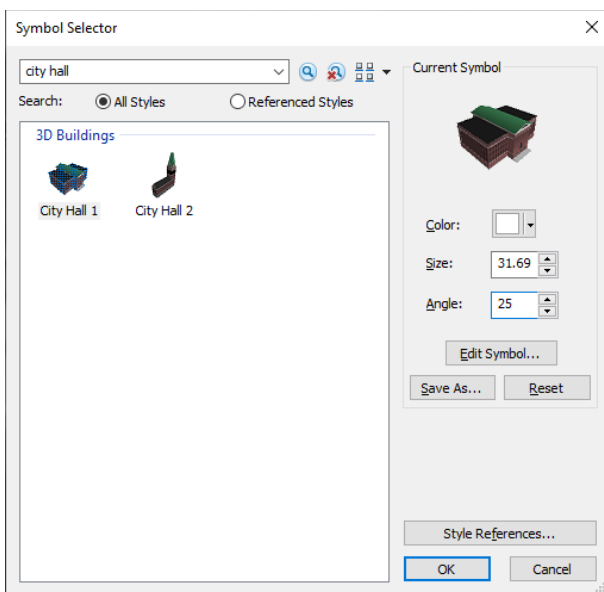 Symbol Selector
city hall
Search: All Styles Referenced Styles
3D Buildings
City Hall 1 City Hall 2
Current Symbol
Color:
Size: 31.69
Angle: 25
Edit Symbol...
Save As... Reset
Style References...
OK Cancel